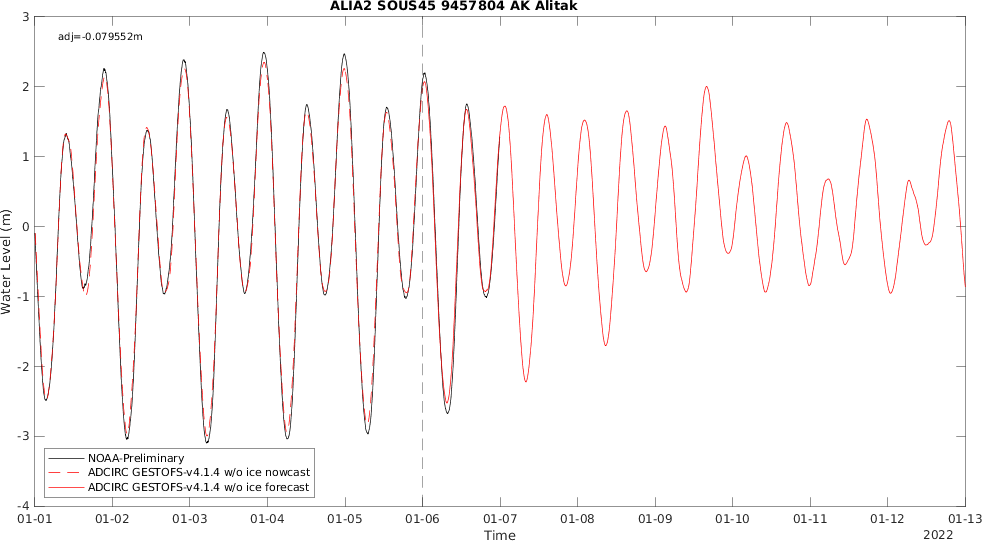 ALIA2 SOUS45 9457804 AK Alitak
adj=-0.079552m
3
2
1
0
-1
-2
-3
-4
Water Level (m)
NOAA-Preliminary
ADCIRC GESTOFS-v4.1.4 w/o ice nowcast
ADCIRC GESTOFS-v4.1.4 w/o ice forecast
01-01 01-02 01-03 01-04 01-05 01-06 01-07 01-08 01-09 01-10 01-11 01-12 01-13
Time
2022